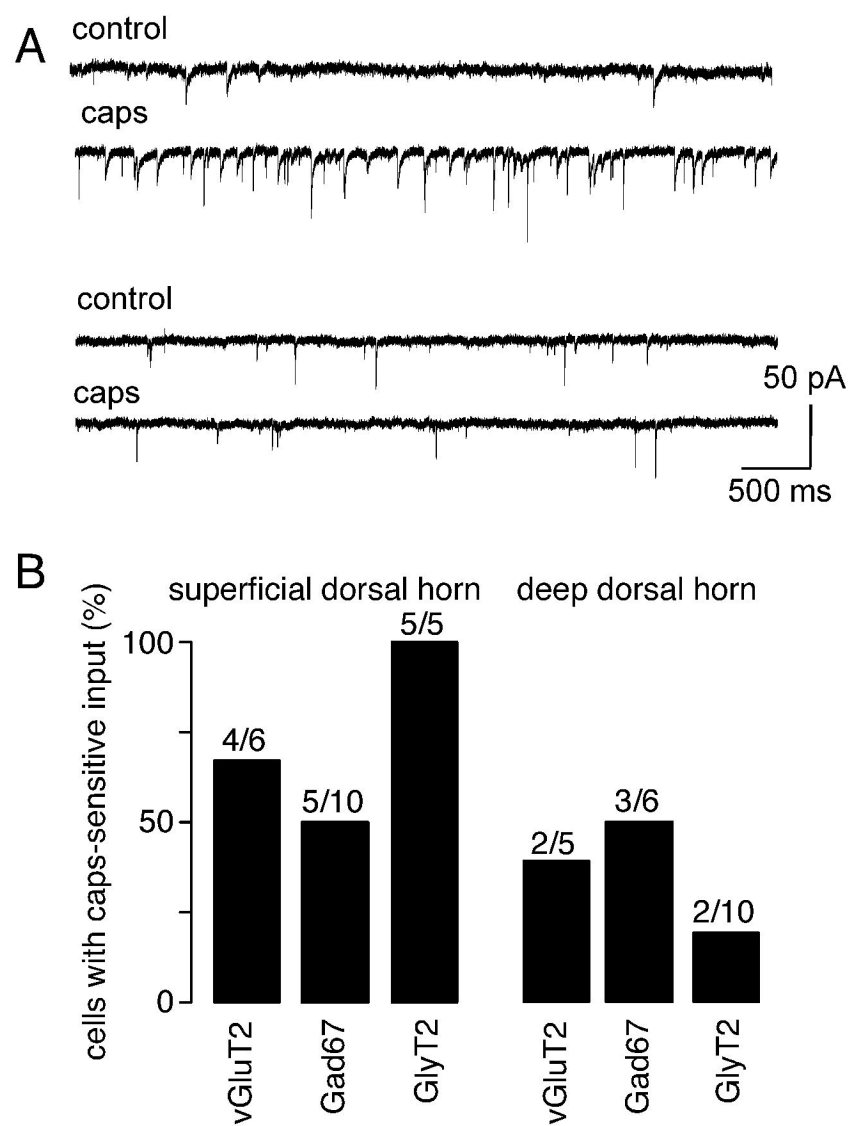 A
control
caps
control
caps
50 pA
500 ms
B
superficial dorsal horn
deep dorsal horn
cells with caps-sensitive input (%)
100
50
0
4/6
5/10
5/5
2/5
3/6
2/10
vGluT2
Gad67
GlyT2
vGluT2
Gad67
GlyT2